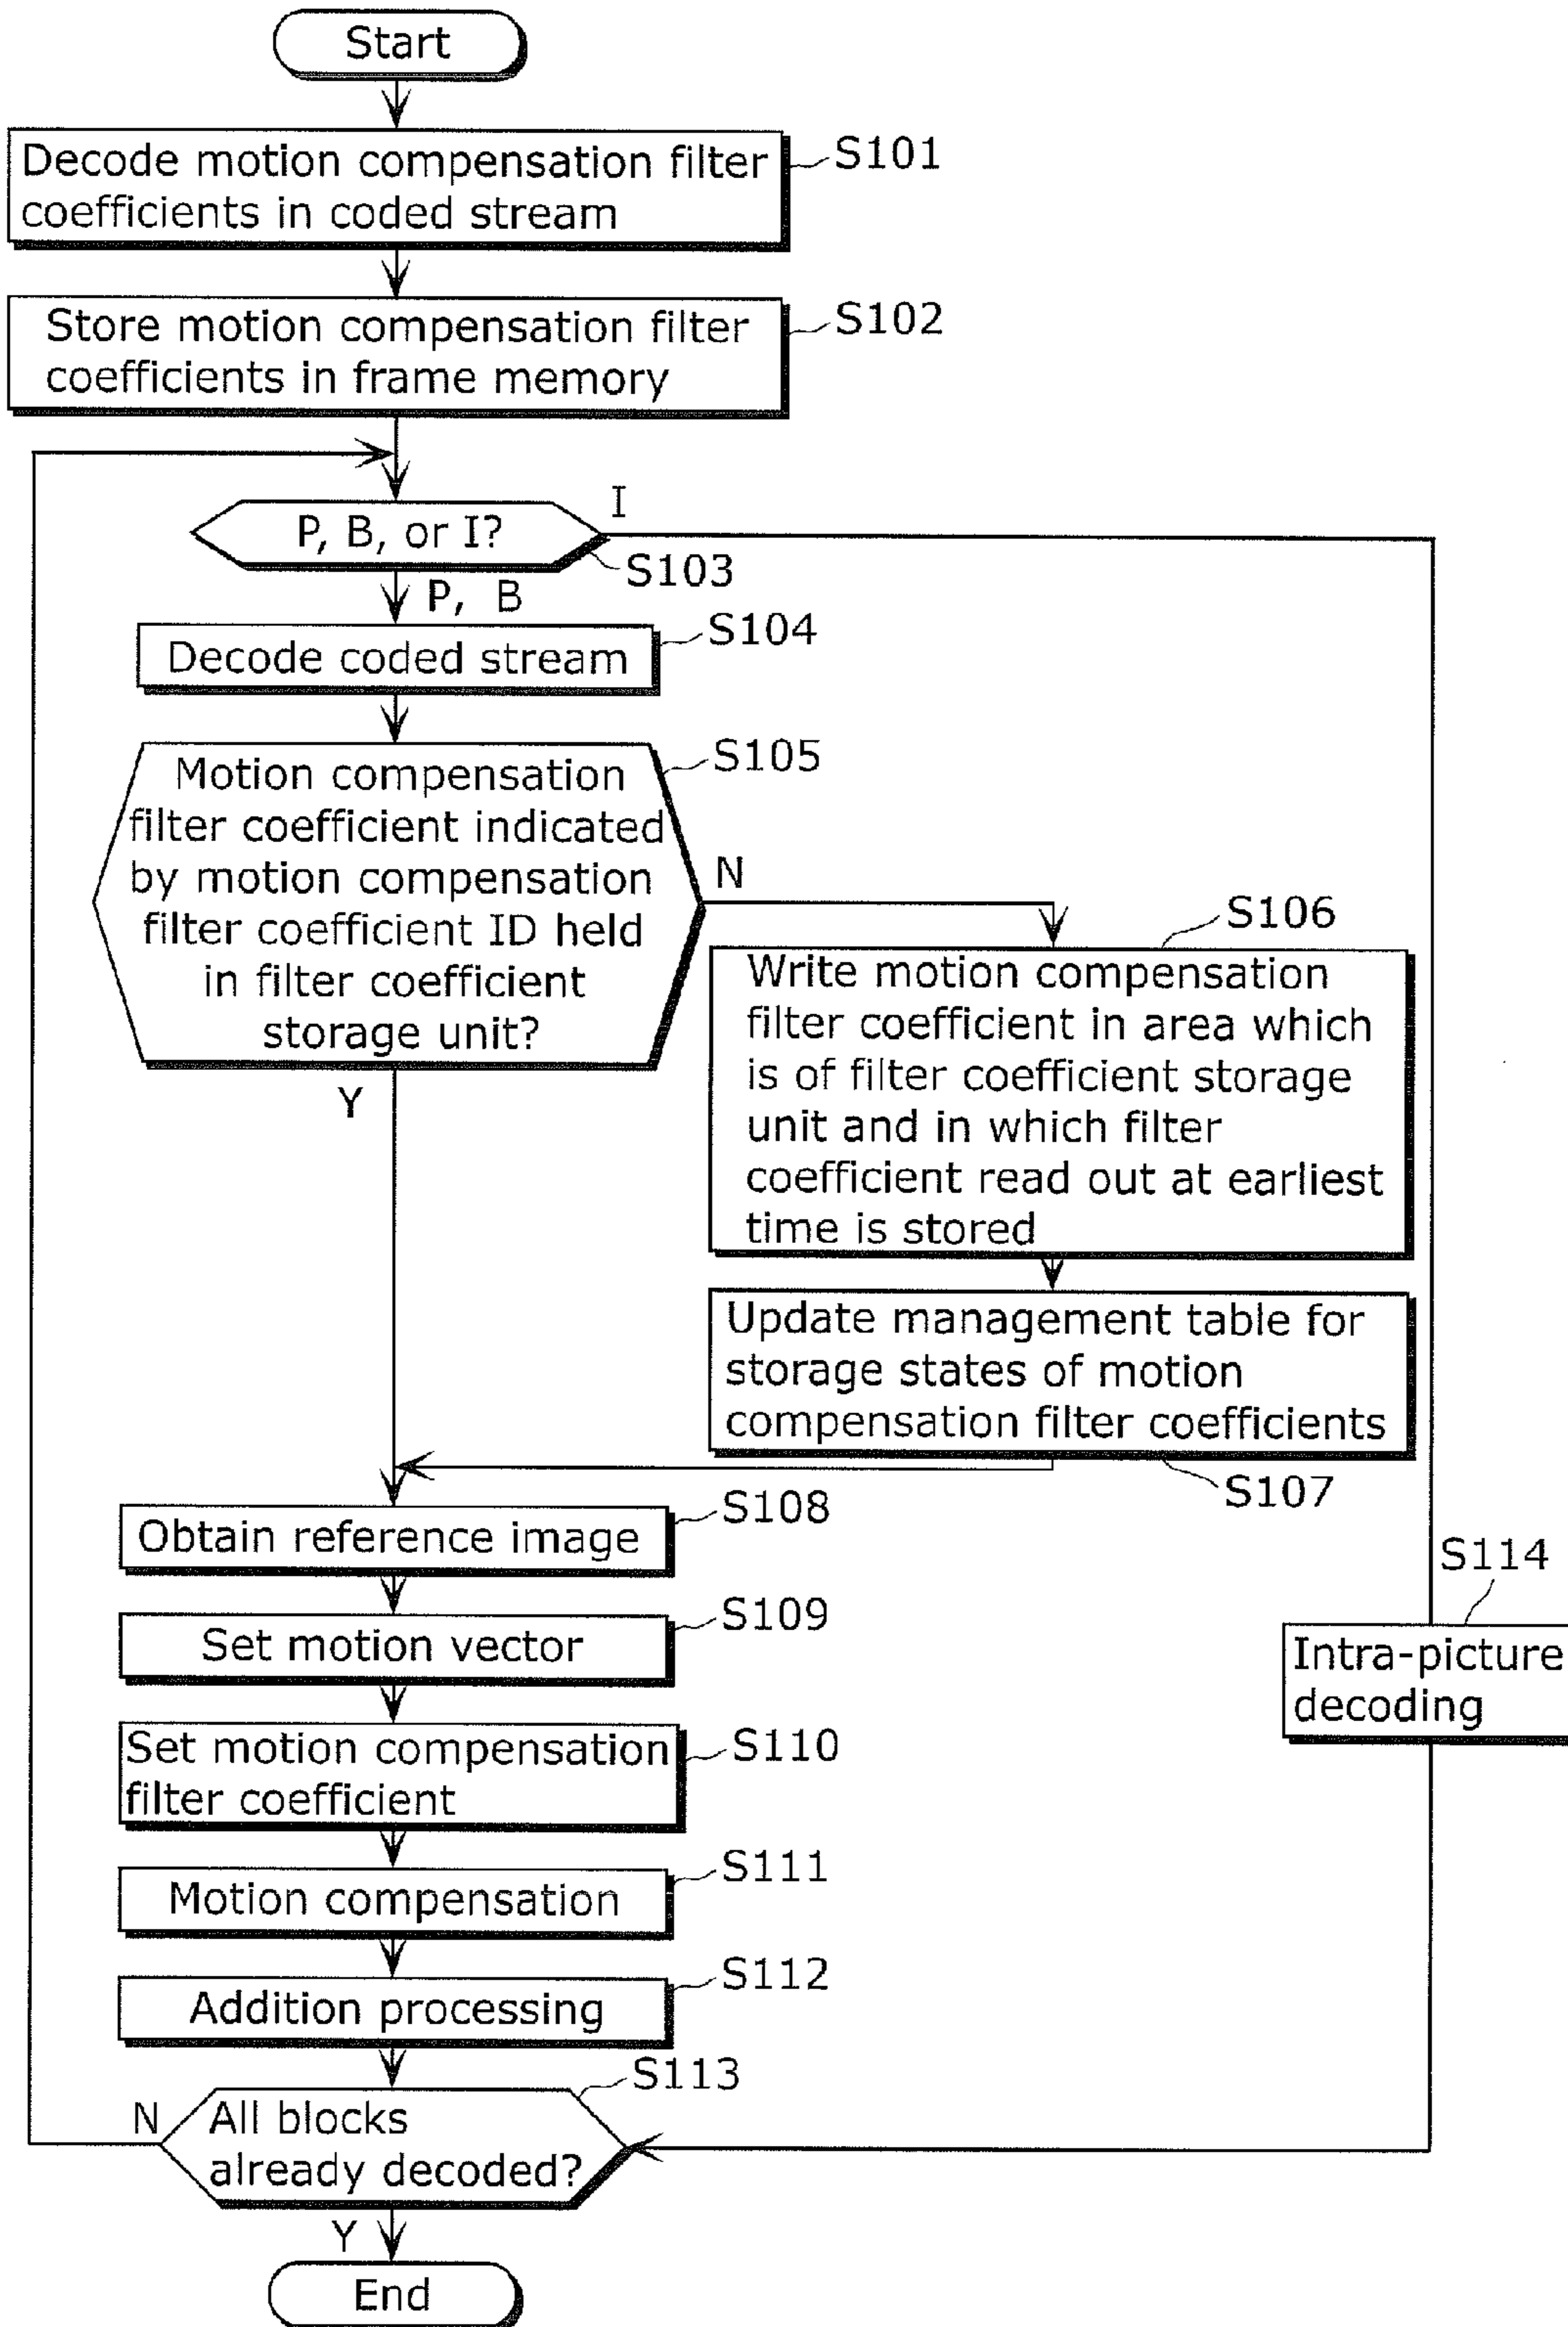 Start
Decode motion compensation filter
coefficients in coded stream
S101
Store motion compensation filter
coefficients in frame memory
S102
P, B, or I?
I
S103
P, B
Decode coded stream
S104
Motion compensation
filter coefficient indicated
by motion compensation
filter coefficient ID held
in filter coefficient
storage unit?
S105
N
Y
S106
Write motion compensation
filter coefficient in area which
is of filter coefficient storage
unit and in which filter
coefficient read out at earliest
time is stored
Update management table for
storage states of motion
compensation filter coefficients
S107
Obtain reference image
S108
Set motion vector
S109
S114
Intra-picture
decoding
Set motion compensation
filter coefficient
S110
Motion compensation
S111
Addition processing
S112
All blocks
already decoded?
S113
N
Y
End